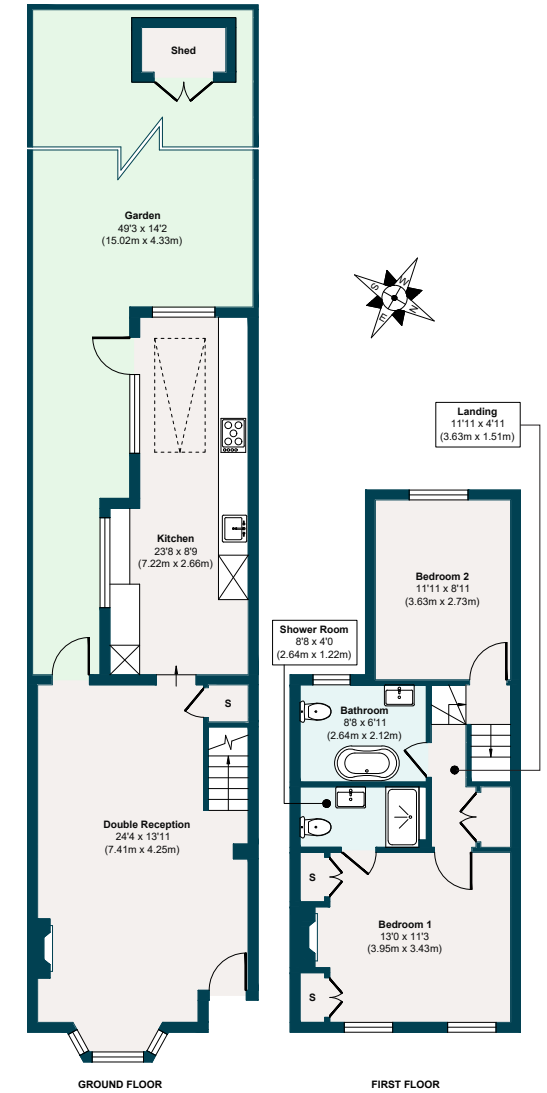 Shed
Garden
49'3 x 14'2
(15.02m x 4.33m)
S
W
N
E
Landing
11'11 x 4'11
(3.63m x 1.51m)
Kitchen
23'8 x 8'9
(7.22m x 2.66m)
Bedroom 2
11'11 x 8'11
(3.63m x 2.73m)
Shower Room
8'8 x 4'0
(2.64m x 1.22m)
S
Bathroom
8'8 x 6'11
(2.64m x 2.12m)
Double Reception
24'4 x 13'11
(7.41m x 4.25m)
S
Bedroom 1
13'0 x 11'3
(3.95m x 3.43m)
S
GROUND FLOOR
FIRST FLOOR